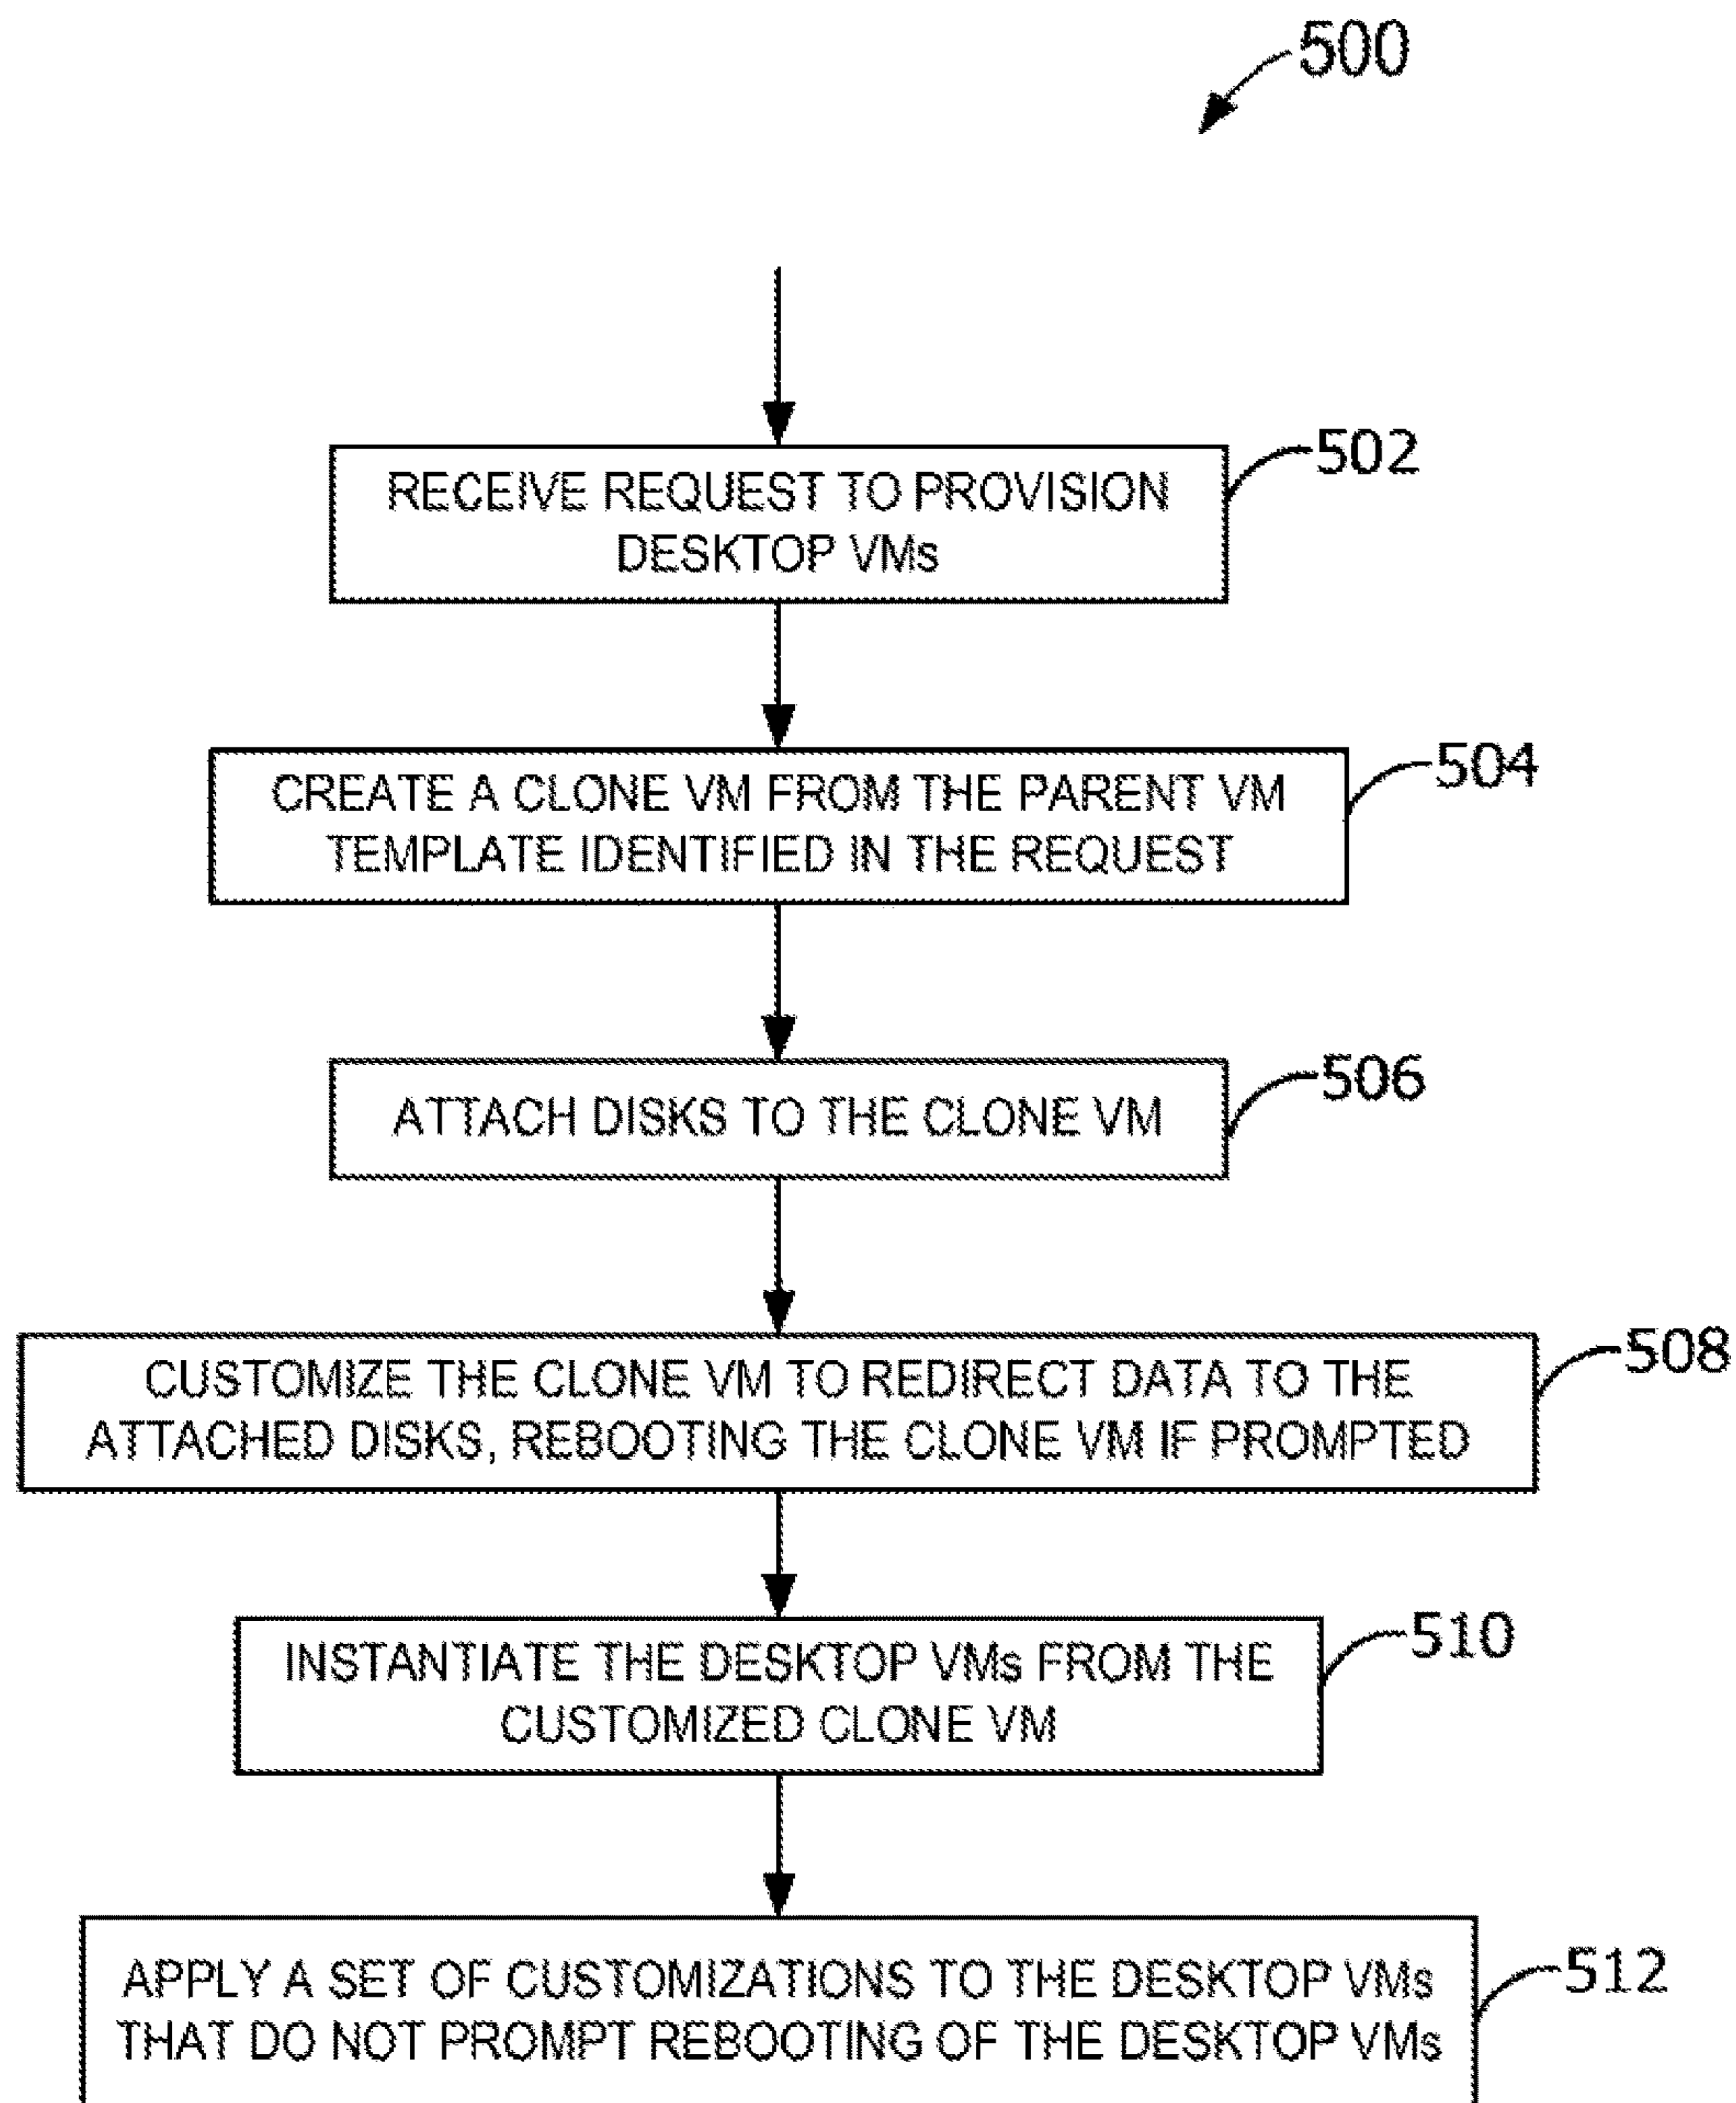 500
RECEIVE REQUEST TO PROVISION
DESKTOP VMs
502
CREATE A CLONE VM FROM THE PARENT VM
TEMPLATE IDENTIFIED IN THE REQUEST
504
ATTACH DISKS TO THE CLONE VM
506
CUSTOMIZE THE CLONE VM TO REDIRECT DATA TO THE
ATTACHED DISKS, REBOOTING THE CLONE VM IF PROMPTED
508
INSTANTIATE THE DESKTOP VMs FROM THE
CUSTOMIZED CLONE VM
510
APPLY A SET OF CUSTOMIZATIONS TO THE DESKTOP VMs
THAT DO NOT PROMPT REBOOTING OF THE DESKTOP VMs
512